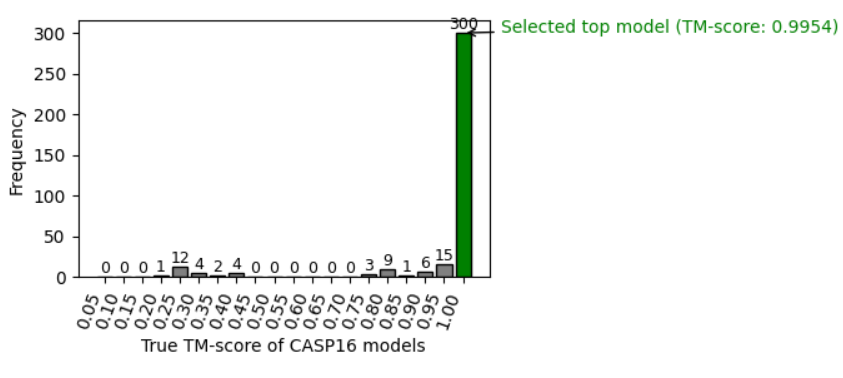 300 Selected top model (TM-score: 0.9954)
300
250
200
150
100
50
0
Frequency
0 0 0 1 12 4 2 4 0 0 0 0 0 0 3 9 1 6 15
0.05 0.10 0.15 0.20 0.25 0.30 0.35 0.40 0.45 0.50 0.55 0.60 0.65 0.70 0.75 0.80 0.85 0.90 0.95 1.00
True TM-score of CASP16 models